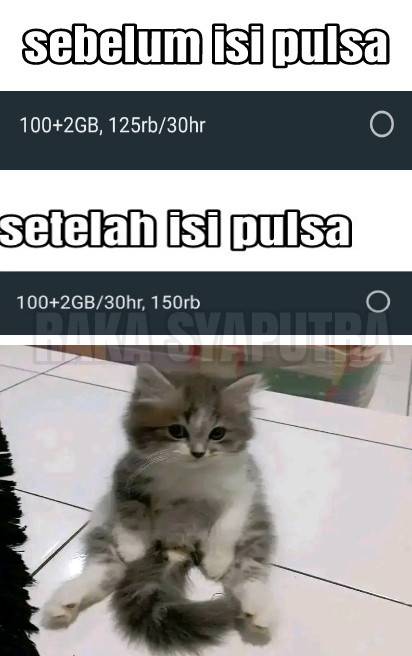 sebelum isi pulsa
100+2GB, 125rb/30hr
setelah isi pulsa
100+2GB/30hr, 150rb
RAKA SYAPUTRA